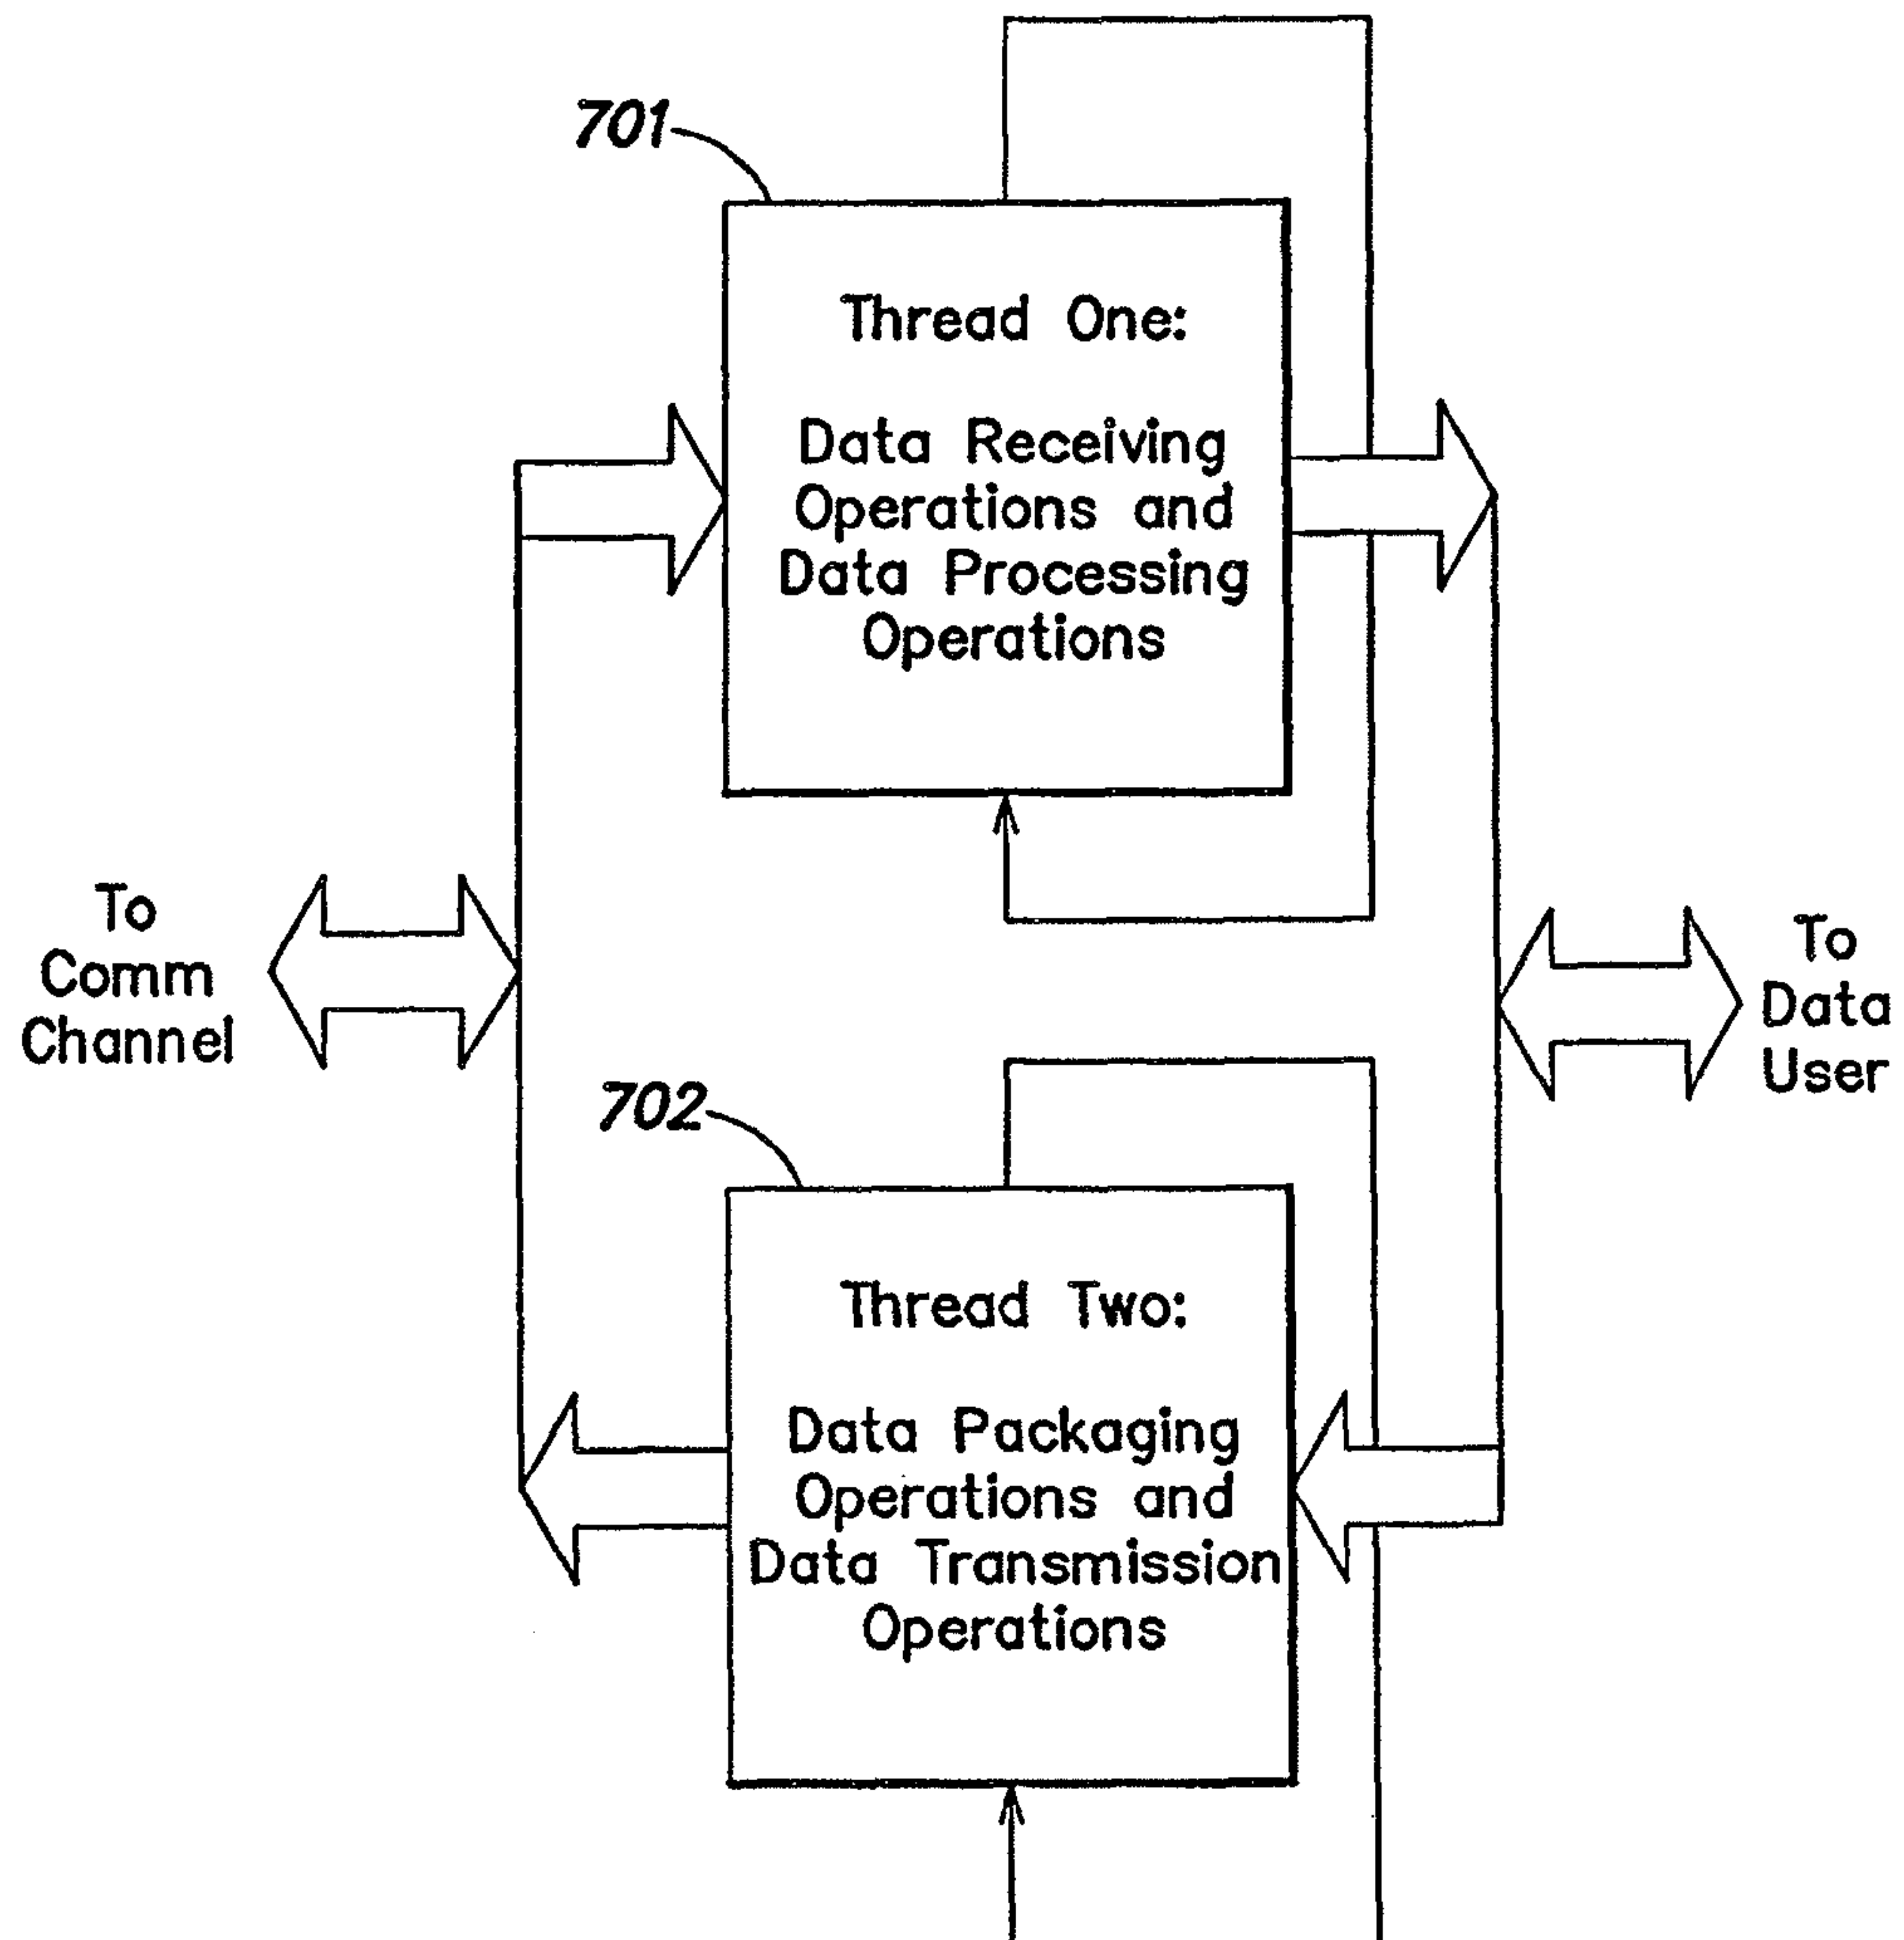 701
Thread One:
Data Receiving
Operations and
Data Processing
Operations
To
Comm
Channel
To
Data
User
702
Thread Two:
Data Packaging
Operations and
Data Transmission
Operations